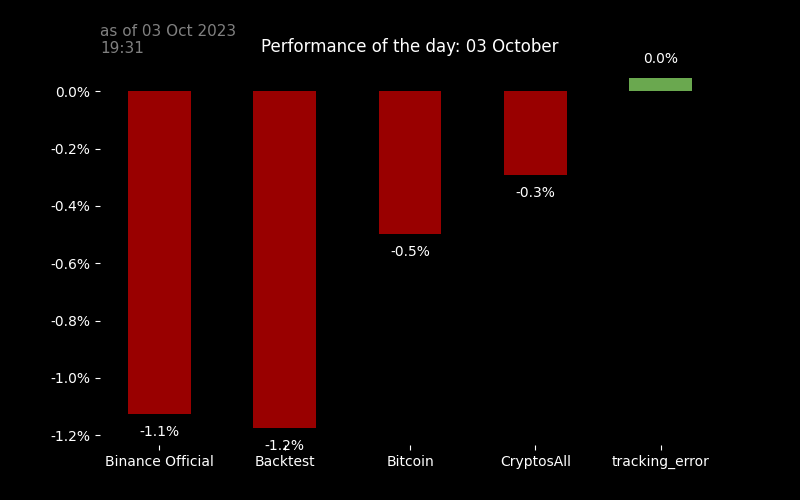 as of 03 Oct 2023
19:31
Performance of the day: 03 October
0.0%
0.0%
-0.2%
-0.4%
-0.6%
-0.8%
-1.0%
-1.2%
-1.1%
-1.2%
-0.5%
-0.3%
Binance Official
Backtest
Bitcoin
CryptosAll
tracking_error